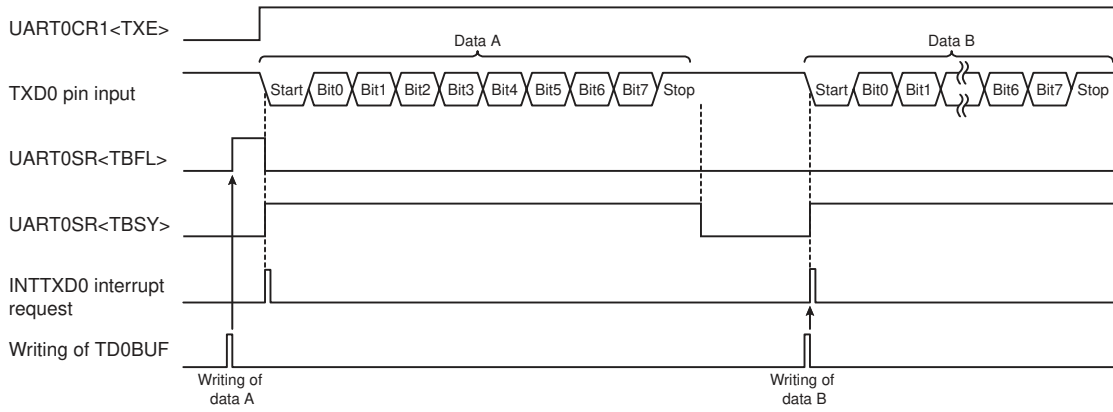 UART0CR1<TXE>
Data A
Data B
TXD0 pin input
Start Bit0 Bit1 Bit2 Bit3 Bit4 Bit5 Bit6 Bit7 Stop
Start Bit0 Bit1 Bit6 Bit7 Stop
UART0SR<TBFL>
UART0SR<TBSY>
INTTXD0 interrupt
request
Writing of TD0BUF
Writing of
data A
Writing of
data B